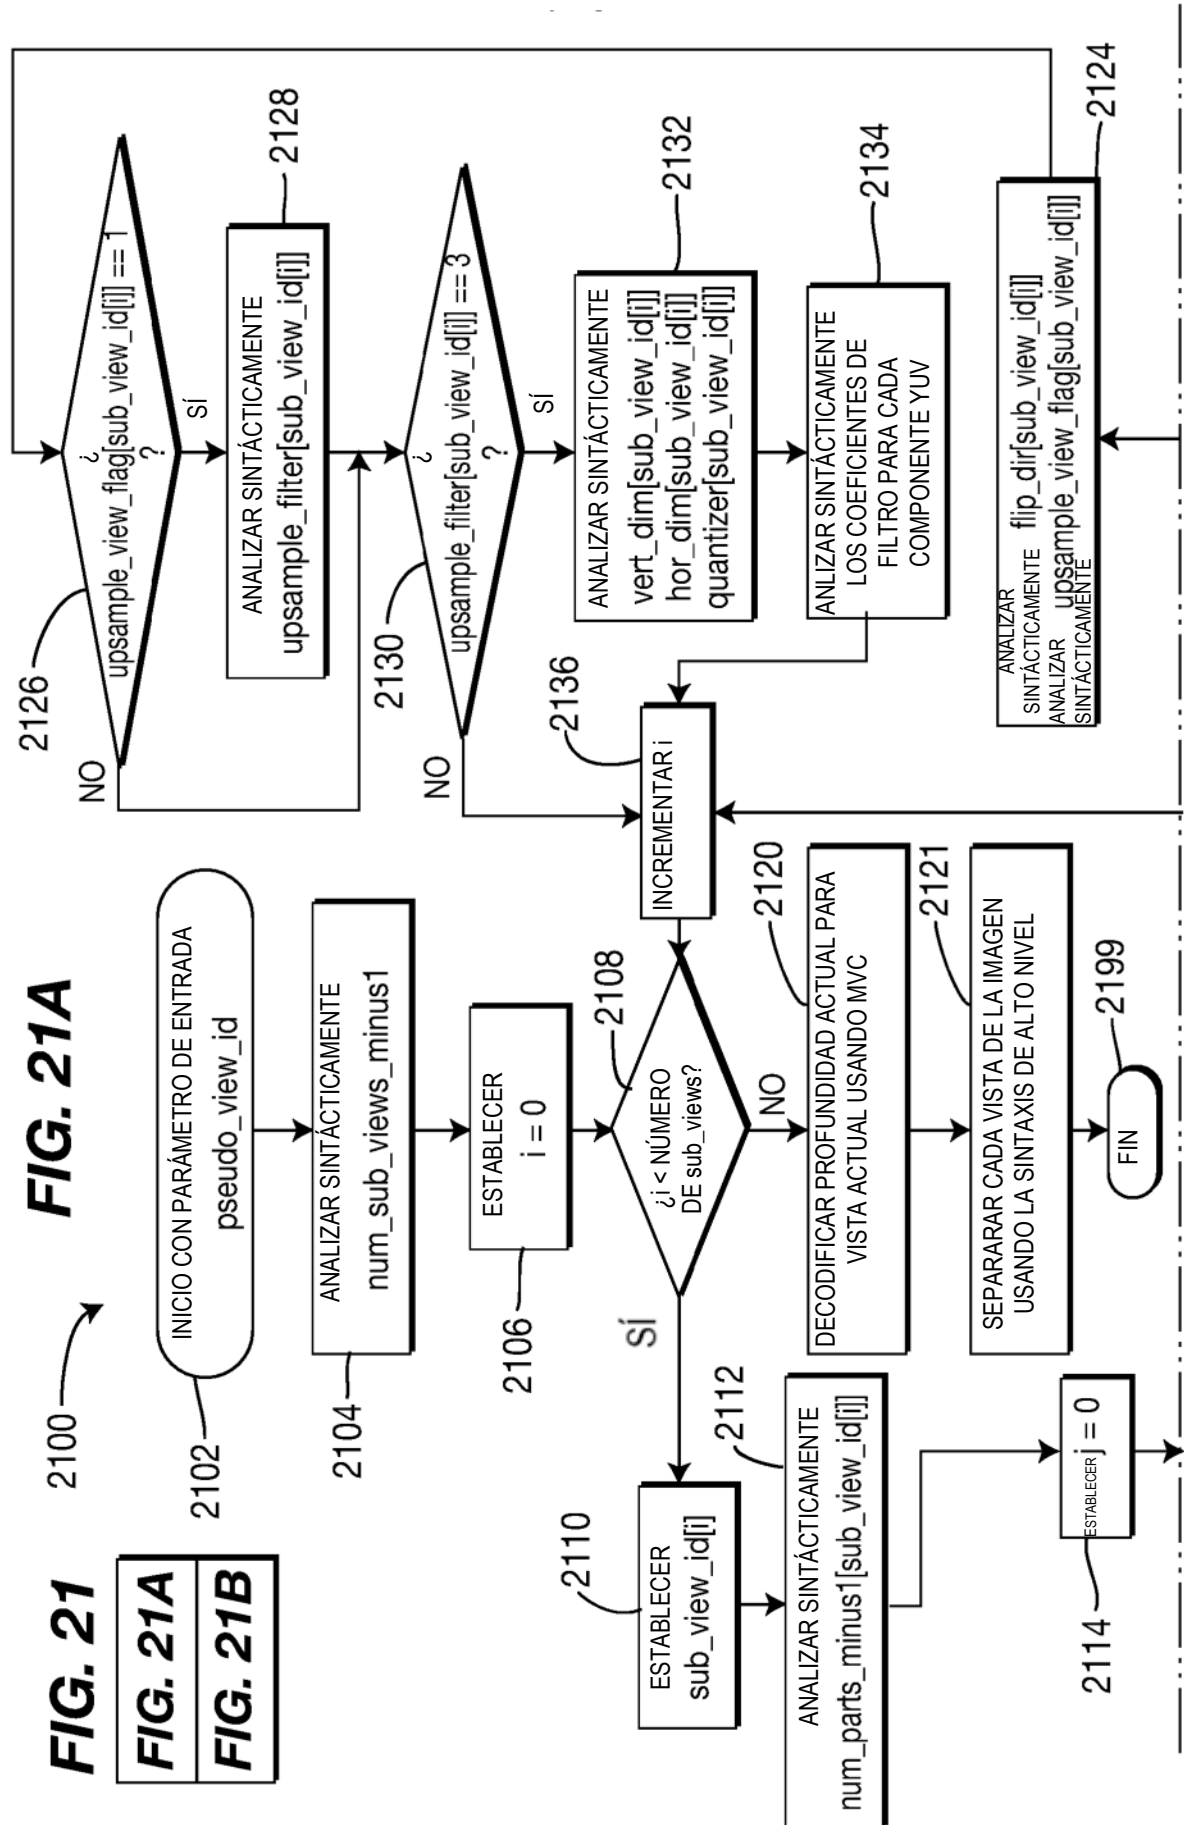 FIG. 21
FIG. 21A
FIG. 21B
FIG. 21A
2100
INICIO CON PARÁMETRO DE ENTRADA
pseudo_view_id
2102
ANALIZAR SINTÁCTICAMENTE
num_sub_views_minus1
2104
ESTABLECER
i = 0
2106
¿i < NÚMERO
DE sub_views?
2108
SÍ
NO
ESTABLECER
sub_view_id[i]
2110
ANALIZAR SINTÁCTICAMENTE
num_parts_minus1[sub_view_id[i]]
2112
ESTABLECER j = 0
2114
DECODIFICAR PROFUNDIDAD ACTUAL PARA
VISTA ACTUAL USANDO MVC
2120
SEPARAR CADA VISTA DE LA IMAGEN
USANDO LA SINTAXIS DE ALTO NIVEL
2121
FIN
2199
¿
upsample_view_flag[sub_view_id[i]] == 1
?
2126
NO
SÍ
ANALIZAR SINTÁCTICAMENTE
upsample_filter[sub_view_id[i]]
2128
¿
upsample_filter[sub_view_id[i]] == 3
?
2130
NO
SÍ
ANALIZAR SINTÁCTICAMENTE
vert_dim[sub_view_id[i]]
hor_dim[sub_view_id[i]]
quantizer[sub_view_id[i]]
2132
ANLIZAR SINTÁCTICAMENTE
LOS COEFICIENTES DE
FILTRO PARA CADA
COMPONENTE YUV
2134
INCREMENTAR i
2136
ANALIZAR
SINTÁCTICAMENTE flip_dir[sub_view_id[i]]
ANALIZAR upsample_view_flag[sub_view_id[i]]
SINTÁCTICAMENTE
2124